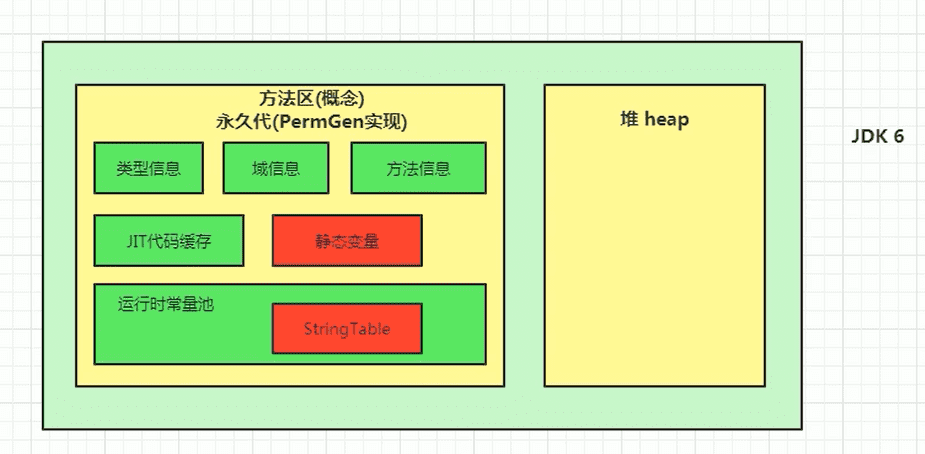 方法区(概念)
永久代(PermGen实现)
类型信息
域信息
方法信息
JIT代码缓存
静态变量
运行时常量池
StringTable
堆 heap
JDK 6